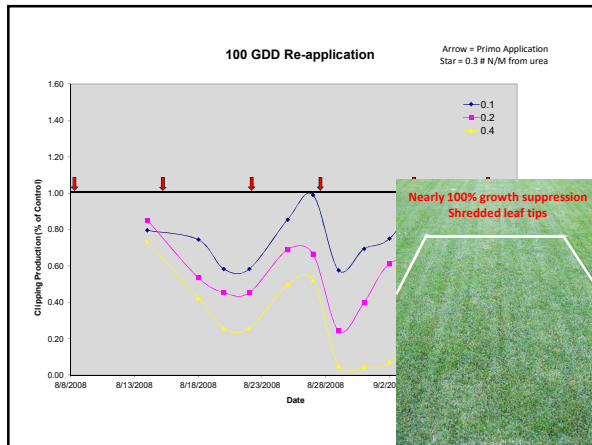 100 GDD Re-application
Arrow = Primo Application
Star = 0.3 # N/M from urea
Clipping Production (% of Control)
1.60
1.40
1.20
1.00
0.80
0.60
0.40
0.20
0.00
0.1
0.2
0.4
Nearly 100% growth suppression
Shredded leaf tips
8/8/2008
8/13/2008
8/18/2008
8/23/2008
8/28/2008
9/2/2008
Date